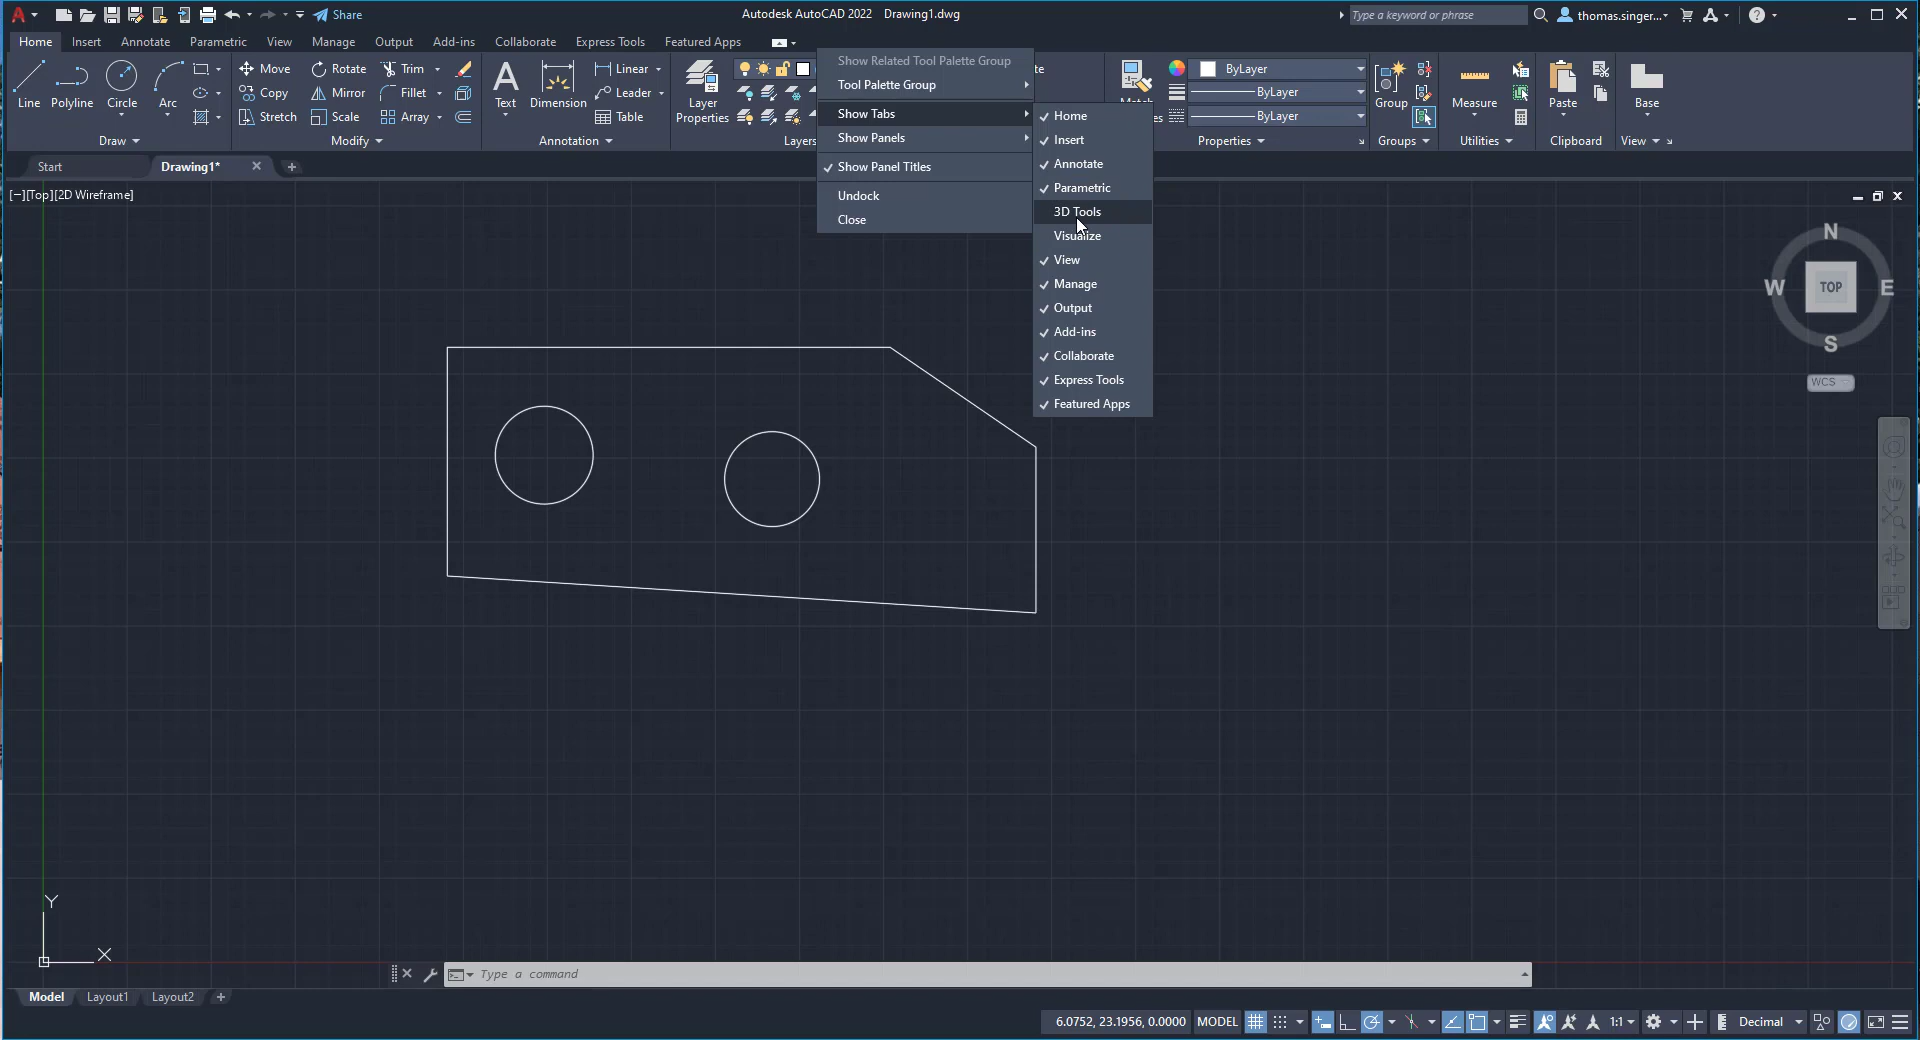 Share
Autodesk AutoCAD 2022 Drawing1.dwg
Type a keyword or phrase
thomas.singer...
Home Insert Annotate Parametric View Manage Output Add-ins Collaborate Express Tools Featured Apps
Line
Polyline
Circle
Arc
Draw
Move
Rotate
Trim
Copy
Mirror
Fillet
Stretch
Scale
Array
Modify
Text
Dimension
Linear
Leader
Table
Annotation
Layer
Properties
Layers
Show Related Tool Palette Group
Tool Palette Group
Show Tabs
Show Panels
Show Panel Titles
Undock
Close
Home
Insert
Annotate
Parametric
3D Tools
Visualize
View
Manage
Output
Add-ins
Collaborate
Express Tools
Featured Apps
ByLayer
ByLayer
ByLayer
Properties
Group
Groups
Measure
Utilities
Paste
Clipboard
Base
View
Start
Drawing1*
[−][Top][2D Wireframe]
N
W
TOP
E
S
WCS
Y
X
Type a command
Model
Layout1
Layout2
6.0752, 23.1956, 0.0000
MODEL
1:1
Decimal